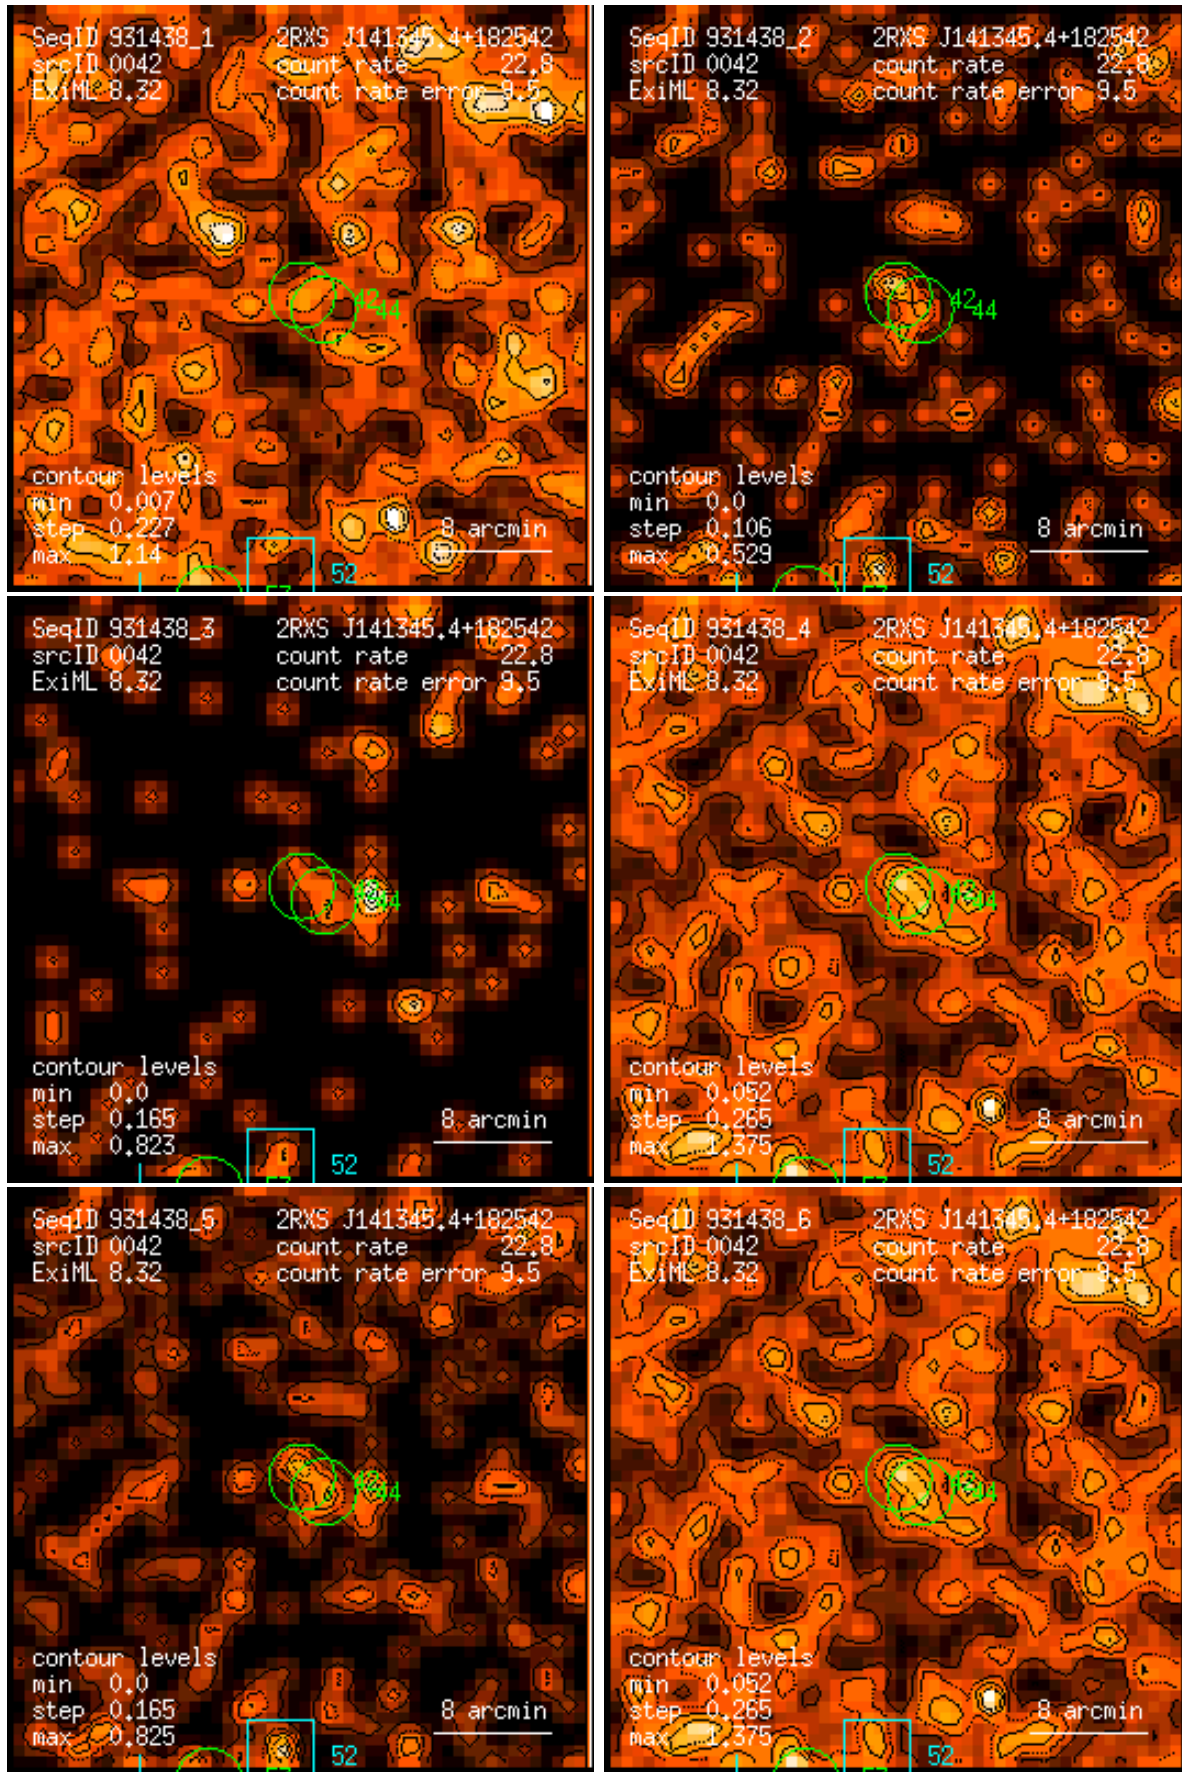 SeqID 931438_1 2RXS J141345.4+182542
srcID 0042 count rate 22.8
ExiML 8.32 count rate error 9.5
42
44
contour levels
min 0.007
step 0.227
max 1.14
8 arcmin
52
SeqID 931438_2 2RXS J141345.4+182542
srcID 0042 count rate 22.8
ExiML 8.32 count rate error 9.5
42
44
contour levels
min 0.0
step 0.106
max 0.529
8 arcmin
52
SeqID 931438_3 2RXS J141345.4+182542
srcID 0042 count rate 22.8
ExiML 8.32 count rate error 9.5
42
44
contour levels
min 0.0
step 0.165
max 0.823
8 arcmin
52
SeqID 931438_4 2RXS J141345.4+182542
srcID 0042 count rate 22.8
ExiML 8.32 count rate error 9.5
42
44
contour levels
min 0.052
step 0.265
max 1.375
8 arcmin
52
SeqID 931438_5 2RXS J141345.4+182542
srcID 0042 count rate 22.8
ExiML 8.32 count rate error 9.5
42
44
contour levels
min 0.0
step 0.165
max 0.825
8 arcmin
52
SeqID 931438_6 2RXS J141345.4+182542
srcID 0042 count rate 22.8
ExiML 8.32 count rate error 9.5
42
44
contour levels
min 0.052
step 0.265
max 1.375
8 arcmin
52